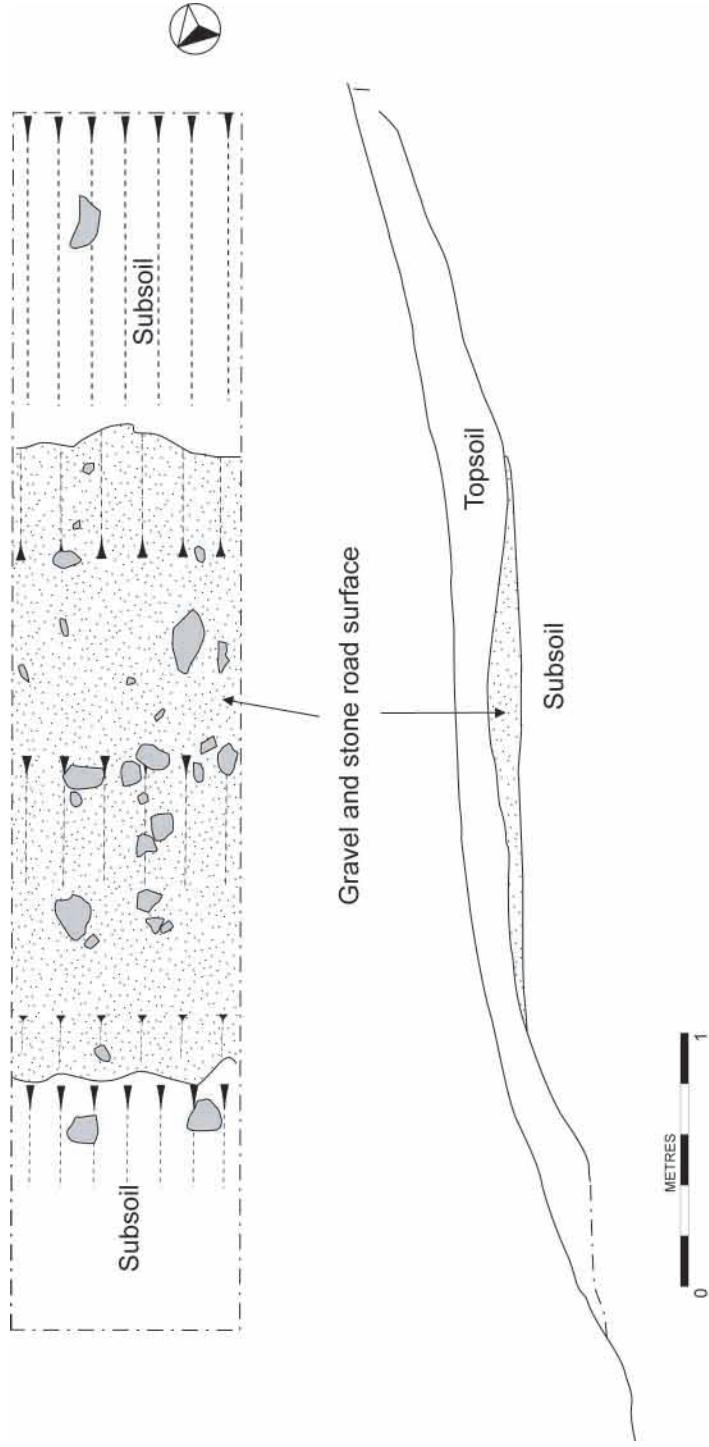 Subsoil
Subsoil
Gravel and stone road surface
Topsoil
Subsoil
METRES
0
1